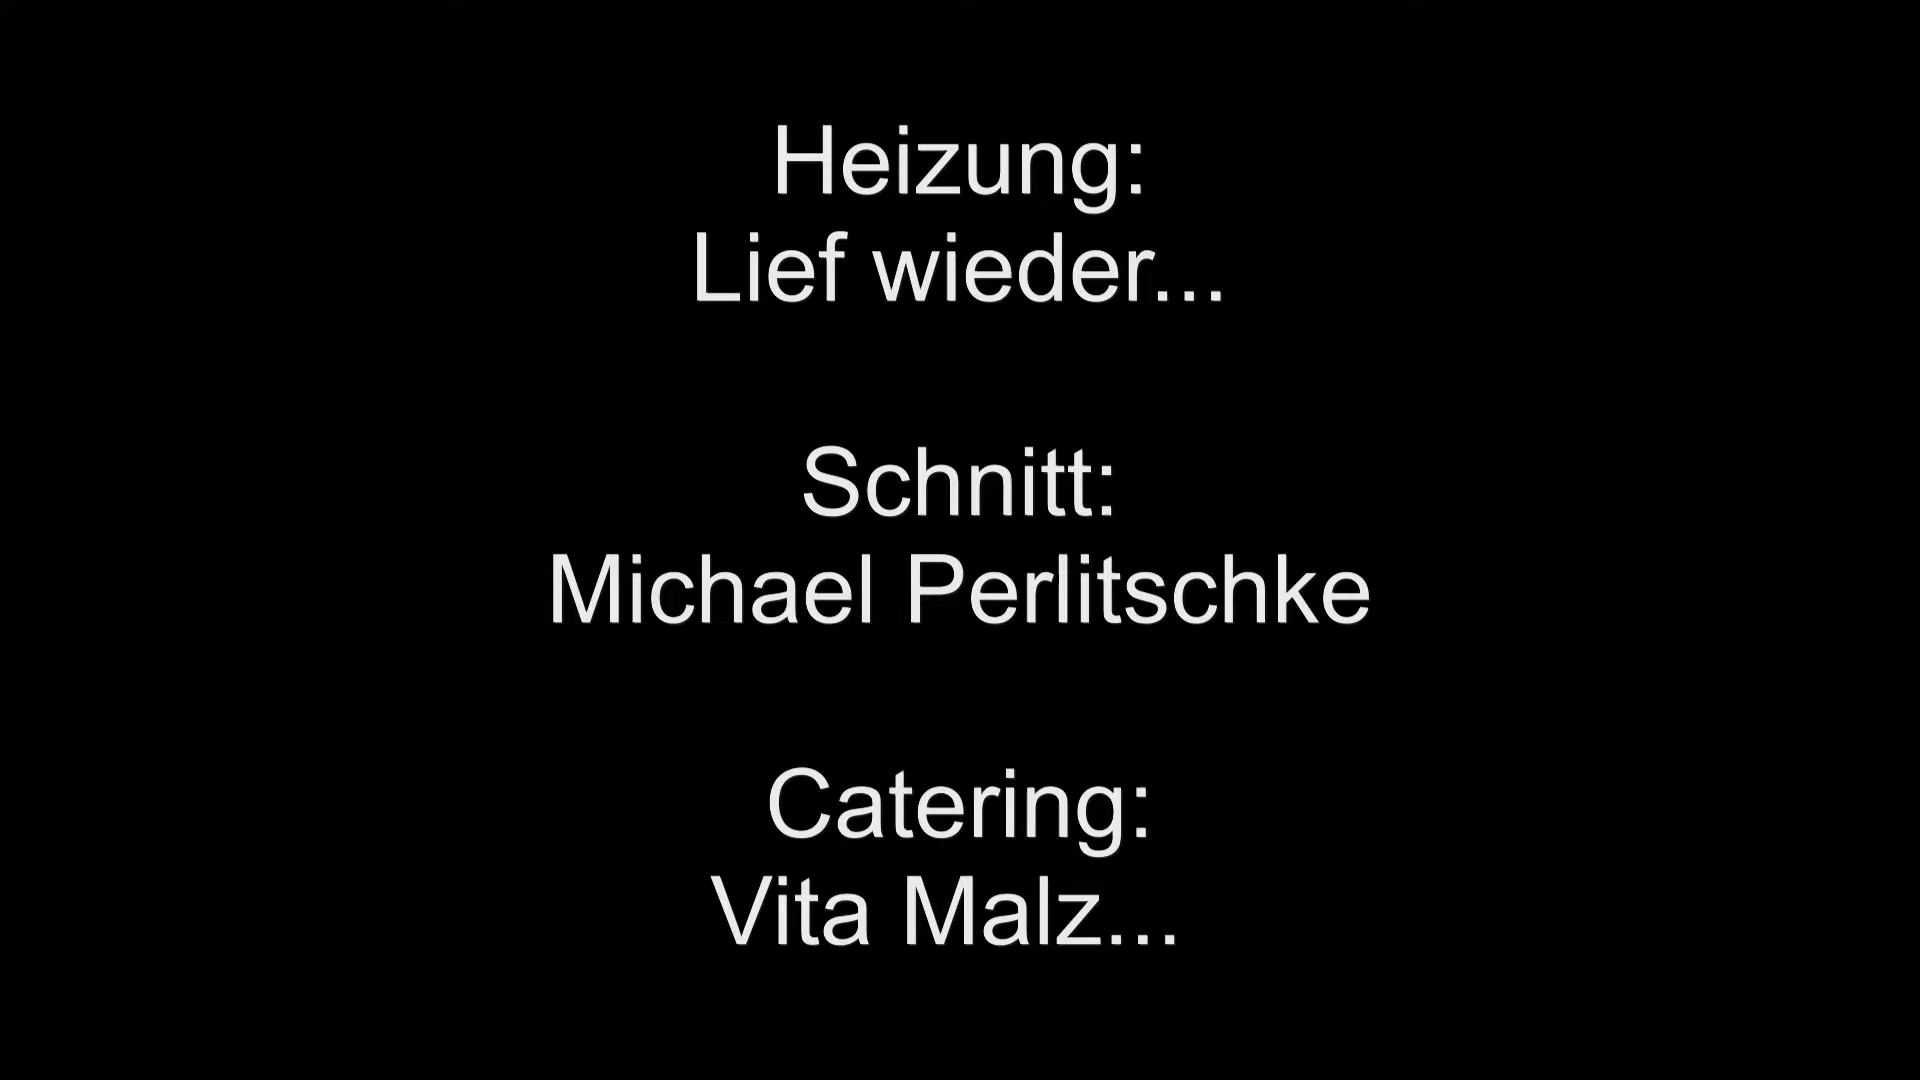 Heizung:
Lief wieder...
Schnitt:
Michael Perlitschke
Catering:
Vita Malz...